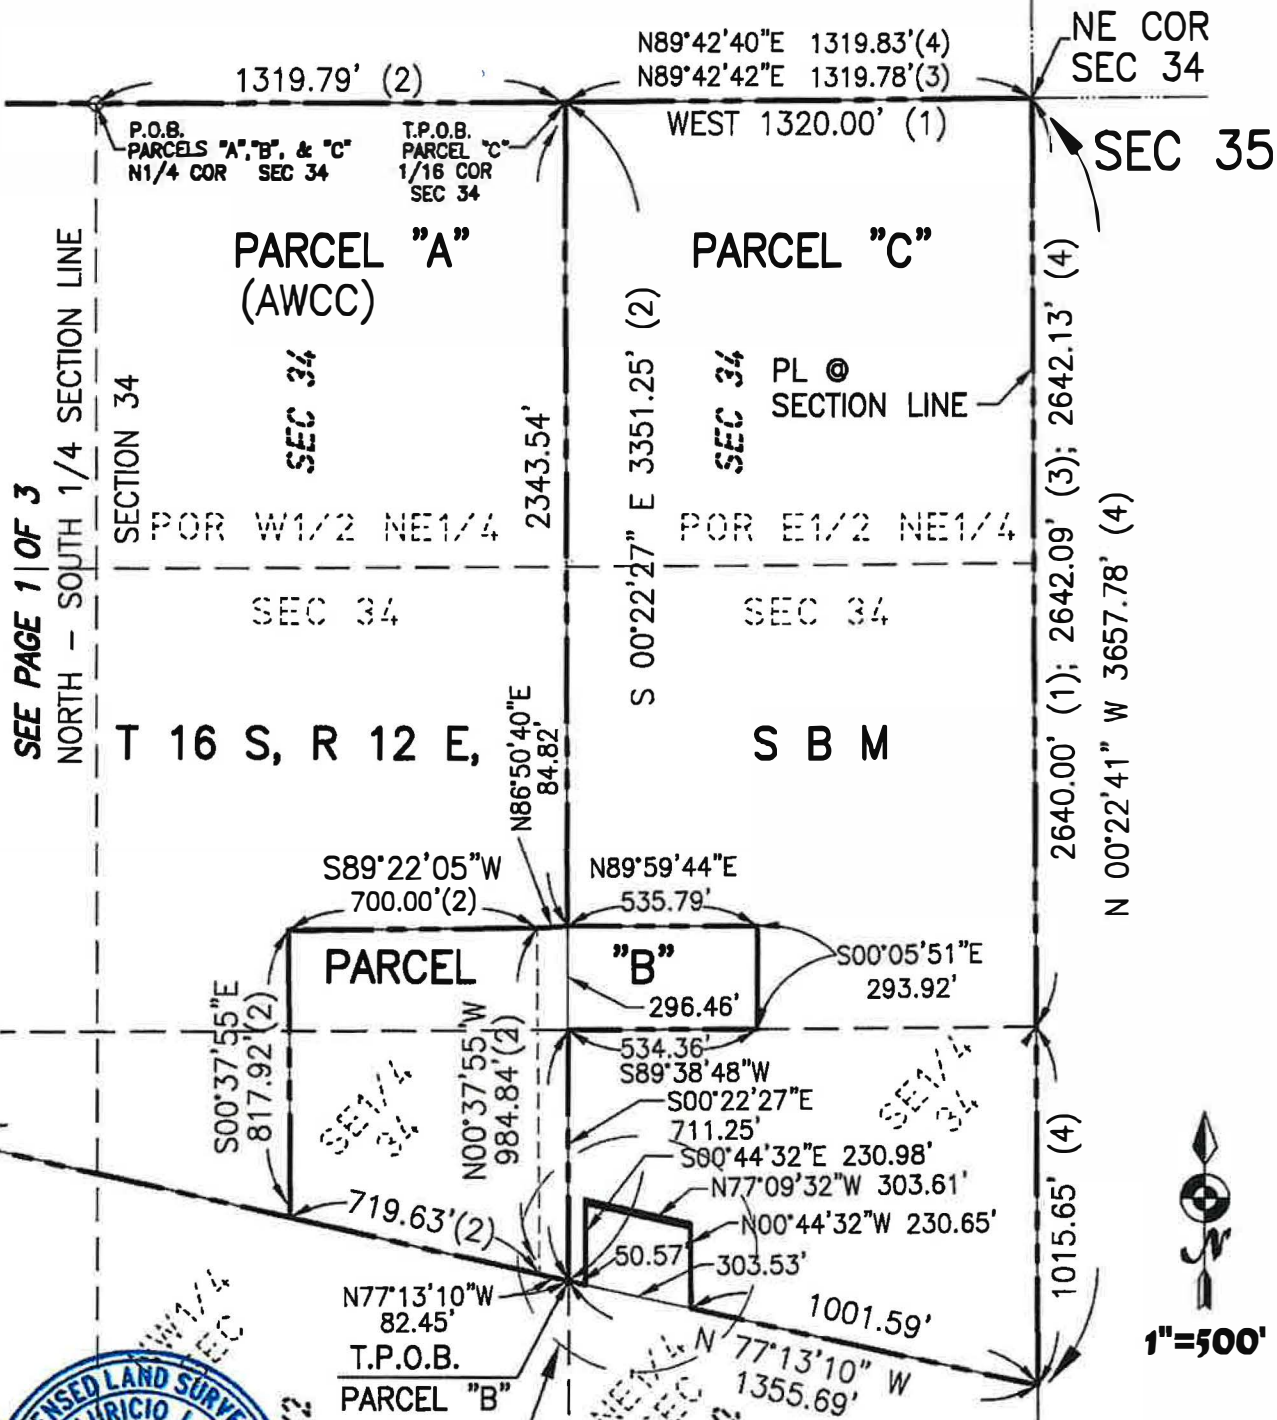 N89°42'40"E 1319.83'(4)
N89°42'42"E 1319.78'(3)
1319.79' (2)
WEST 1320.00' (1)
NE COR
SEC 34
SEC 35
P.O.B.
PARCELS "A","B", & "C"
N1/4 COR SEC 34
T.P.O.B.
PARCEL "C"
1/16 COR
SEC 34
PARCEL "A"
(AWCC)
PARCEL "C"
SEC 34
SEC 34
PL @
SECTION LINE
SEE PAGE 1 OF 3
NORTH - SOUTH 1/4 SECTION LINE
SECTION 34
2343.54'
S 00°22'27" E 3351.25' (2)
2640.00' (1); 2642.09' (3); 2642.13' (4)
N 00°22'41" W 3657.78' (4)
POR W1/2 NE1/4
POR E1/2 NE1/4
SEC 34
SEC 34
T 16 S, R 12 E,
S B M
N86°50'40"E
84.82'
S89°22'05"W
700.00'(2)
N89°59'44"E
535.79'
PARCEL
"B"
S00°05'51"E
293.92'
296.46'
S00°37'55"E
817.92'(2)
N00°37'55"W
984.84'(2)
534.36'
S89°38'48"W
S00°22'27"E
711.25'
S00°44'32"E 230.98'
N77°09'32"W 303.61'
N00°44'32"W 230.65'
SE1/4
34
SE1/4
34
719.63'(2)
50.57'
303.53'
1015.65' (4)
N77°13'10"W
82.45'
T.P.O.B.
PARCEL "B"
1001.59'
N 77°13'10" W
1355.69'
N
1"=500'
W1/4
EC
NE1/4
EC
LAND SURVE